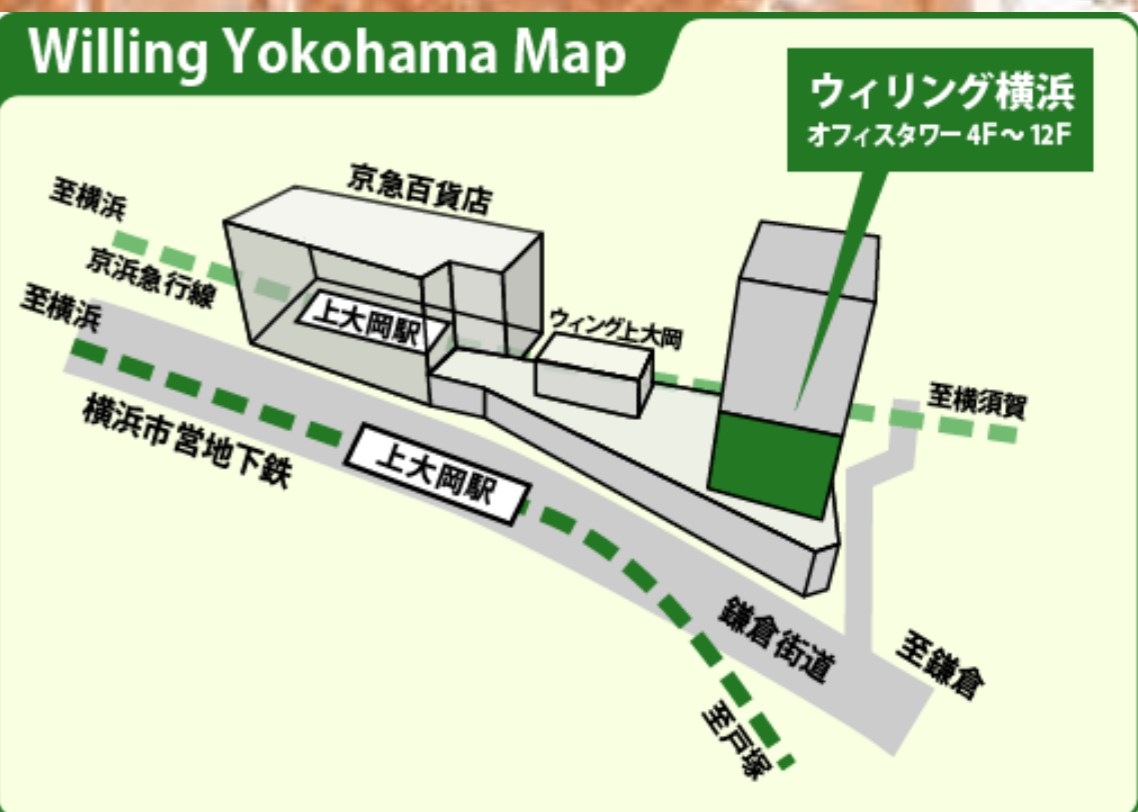 Willing Yokohama Map
ウィリング横浜
オフィスタワー 4F～12F
京急百貨店
至横浜
京浜急行線
至横浜
上大岡駅
ウィング上大岡
至横須賀
横浜市営地下鉄
上大岡駅
鎌倉街道
至鎌倉
至戸塚